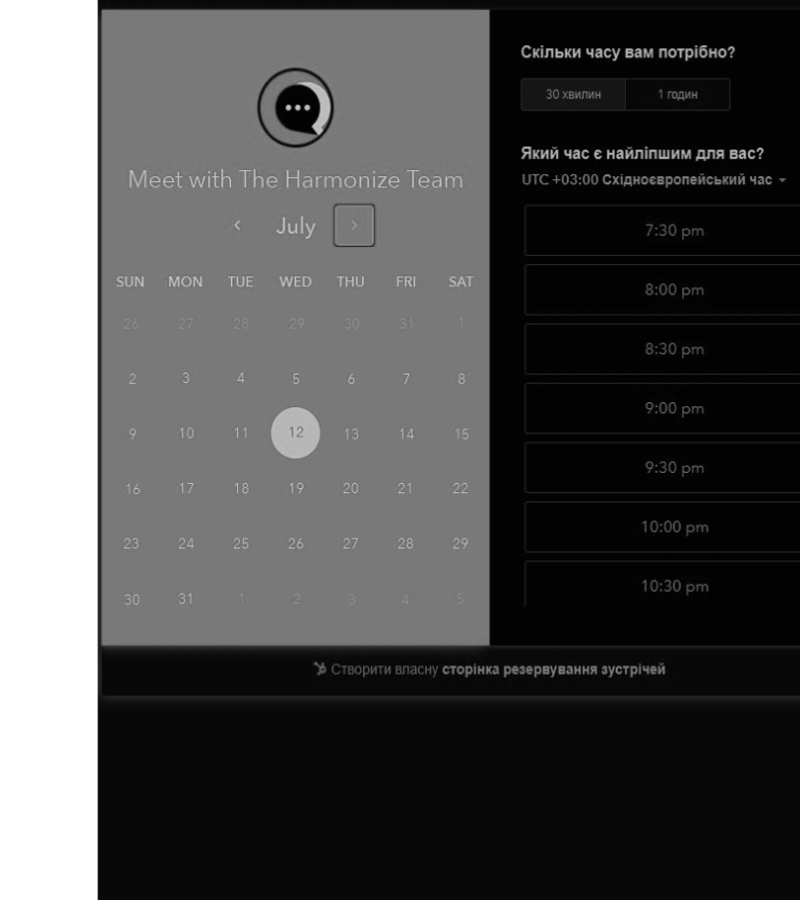 Meet with The Harmonize Team
‹ July ›
SUN MON TUE WED THU FRI SAT
26 27 28 29 30 31 1
2 3 4 5 6 7 8
9 10 11 12 13 14 15
16 17 18 19 20 21 22
23 24 25 26 27 28 29
30 31 1 2 3 4 5
Скільки часу вам потрібно?
30 хвилин 1 годин
Який час є найліпшим для вас?
UTC +03:00 Східноєвропейський час
7:30 pm
8:00 pm
8:30 pm
9:00 pm
9:30 pm
10:00 pm
10:30 pm
Створити власну сторінка резервування зустрічей